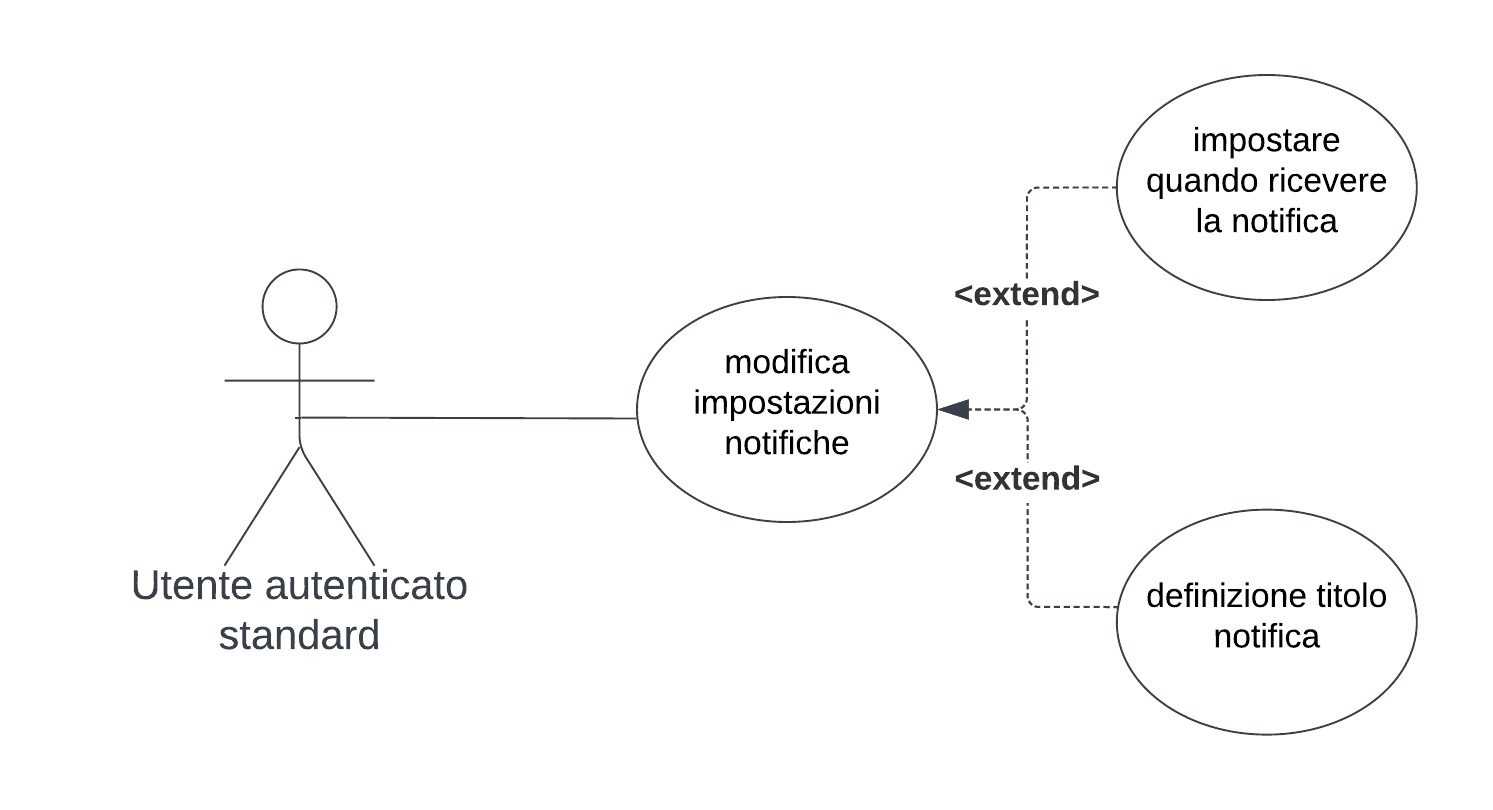 impostare
quando ricevere
la notifica
<extend>
modifica
impostazioni
notifiche
<extend>
Utente autenticato
standard
definizione titolo
notifica